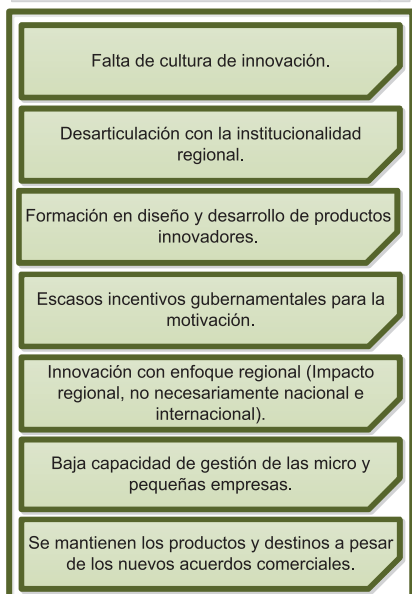 Falta de cultura de innovación.
Desarticulación con la institucionalidad
regional.
Formación en diseño y desarrollo de productos
innovadores.
Escasos incentivos gubernamentales para la
motivación.
Innovación con enfoque regional (Impacto
regional, no necesariamente nacional e
internacional).
Baja capacidad de gestión de las micro y
pequeñas empresas.
Se mantienen los productos y destinos a pesar
de los nuevos acuerdos comerciales.